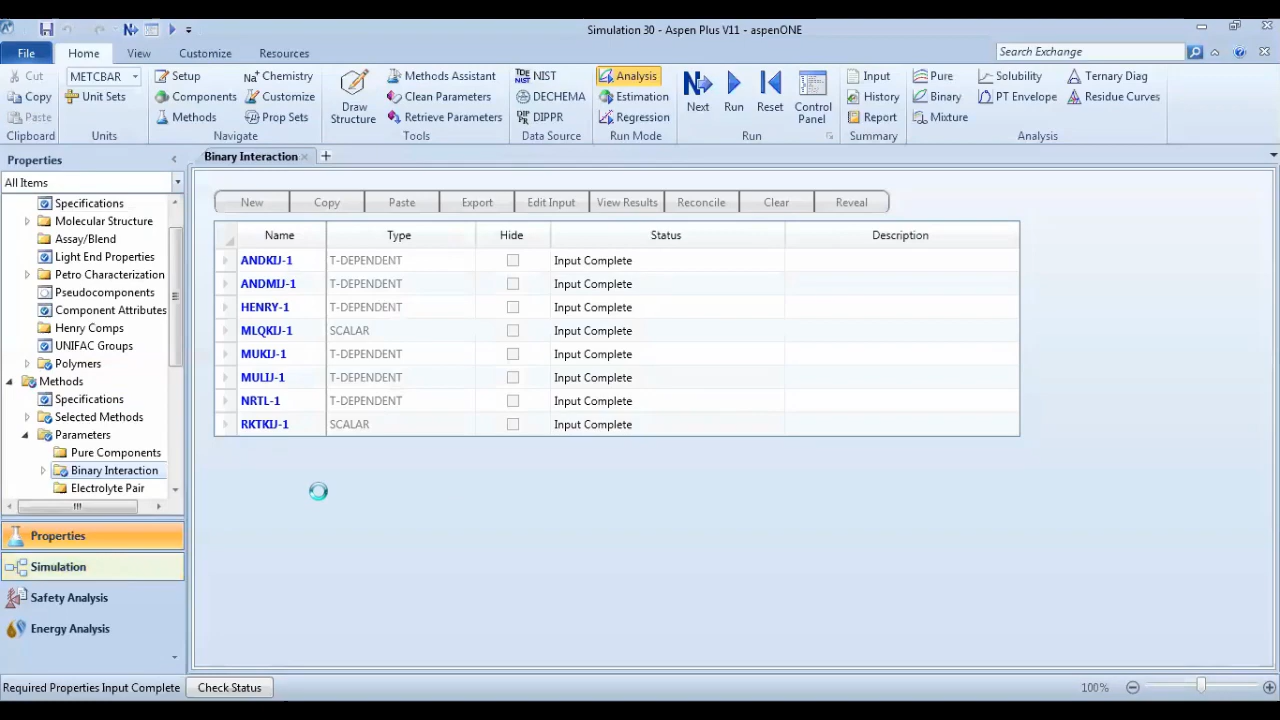 Simulation 30 - Aspen Plus V11 - aspenONE
File Home View Customize Resources Search Exchange
Cut METCBAR Setup Chemistry Methods Assistant NIST Analysis Input Pure Solubility Ternary Diag
Copy Unit Sets Components Customize Clean Parameters DECHEMA Estimation History Binary PT Envelope Residue Curves
Paste Methods Prop Sets Retrieve Parameters DIPPR Regression Report Mixture
Draw Structure Next Run Reset Control Panel
Clipboard Units Navigate Tools Data Source Run Mode Run Summary Analysis
Properties
All Items
Specifications
Molecular Structure
Assay/Blend
Light End Properties
Petro Characterization
Pseudocomponents
Component Attributes
Henry Comps
UNIFAC Groups
Polymers
Methods
Specifications
Selected Methods
Parameters
Pure Components
Binary Interaction
Electrolyte Pair
Properties
Simulation
Safety Analysis
Energy Analysis
Binary Interaction
New Copy Paste Export Edit Input View Results Reconcile Clear Reveal
Name Type Hide Status Description
ANDKIJ-1 T-DEPENDENT Input Complete
ANDMIJ-1 T-DEPENDENT Input Complete
HENRY-1 T-DEPENDENT Input Complete
MLQKIJ-1 SCALAR Input Complete
MUKIJ-1 T-DEPENDENT Input Complete
MULIJ-1 T-DEPENDENT Input Complete
NRTL-1 T-DEPENDENT Input Complete
RKTKIJ-1 SCALAR Input Complete
Required Properties Input Complete Check Status 100%